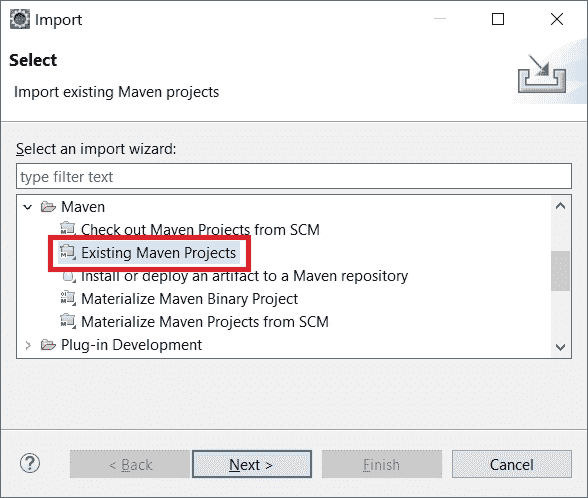 Import
Select
Import existing Maven projects
Select an import wizard:
type filter text
Maven
Check out Maven Projects from SCM
Existing Maven Projects
Install or deploy an artifact to a Maven repository
Materialize Maven Binary Project
Materialize Maven Projects from SCM
Plug-in Development
? < Back Next > Finish Cancel